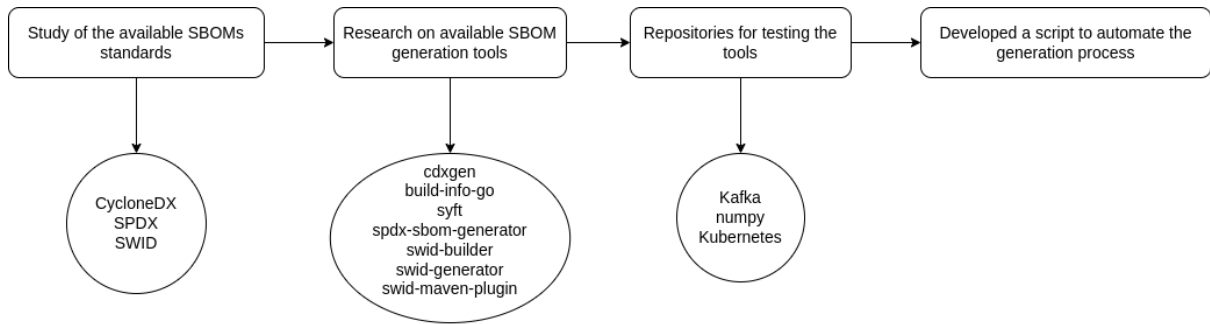 Study of the available SBOMs
standards
Research on available SBOM
generation tools
Repositories for testing the
tools
Developed a script to automate the
generation process
CycloneDX
SPDX
SWID
cdxgen
build-info-go
syft
spdx-sbom-generator
swid-builder
swid-generator
swid-maven-plugin
Kafka
numpy
Kubernetes